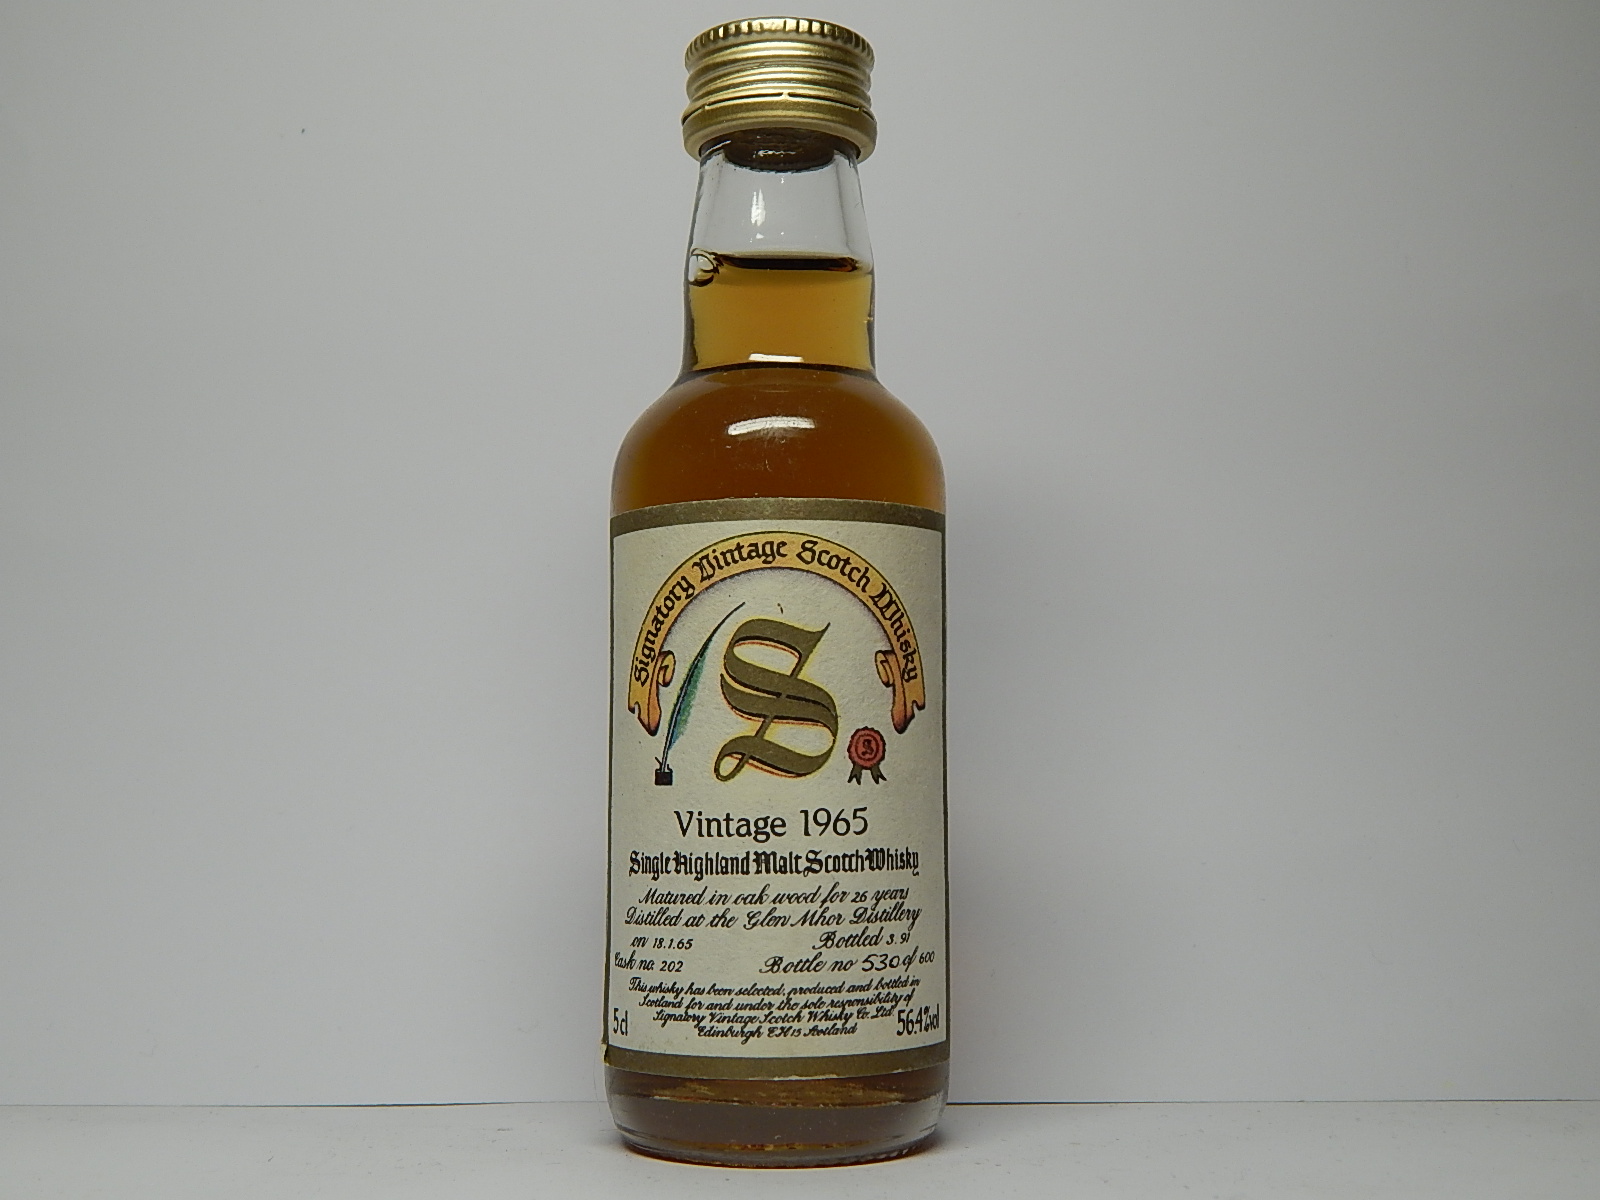 Signatory Vintage Scotch Whisky
S
S
Vintage 1965
Single Highland Malt Scotch Whisky
Matured in oak wood for 26 years
Distilled at the Glen Mhor Distillery
on 18.1.65 Bottled 3.91
Cask no. 202 Bottle no 530 of 600
This whisky has been selected, produced and bottled in
Scotland for and under the sole responsibility of
Signatory Vintage Scotch Whisky Co. Ltd.
Edinburgh EH15 Scotland
5cl 56.4%vol